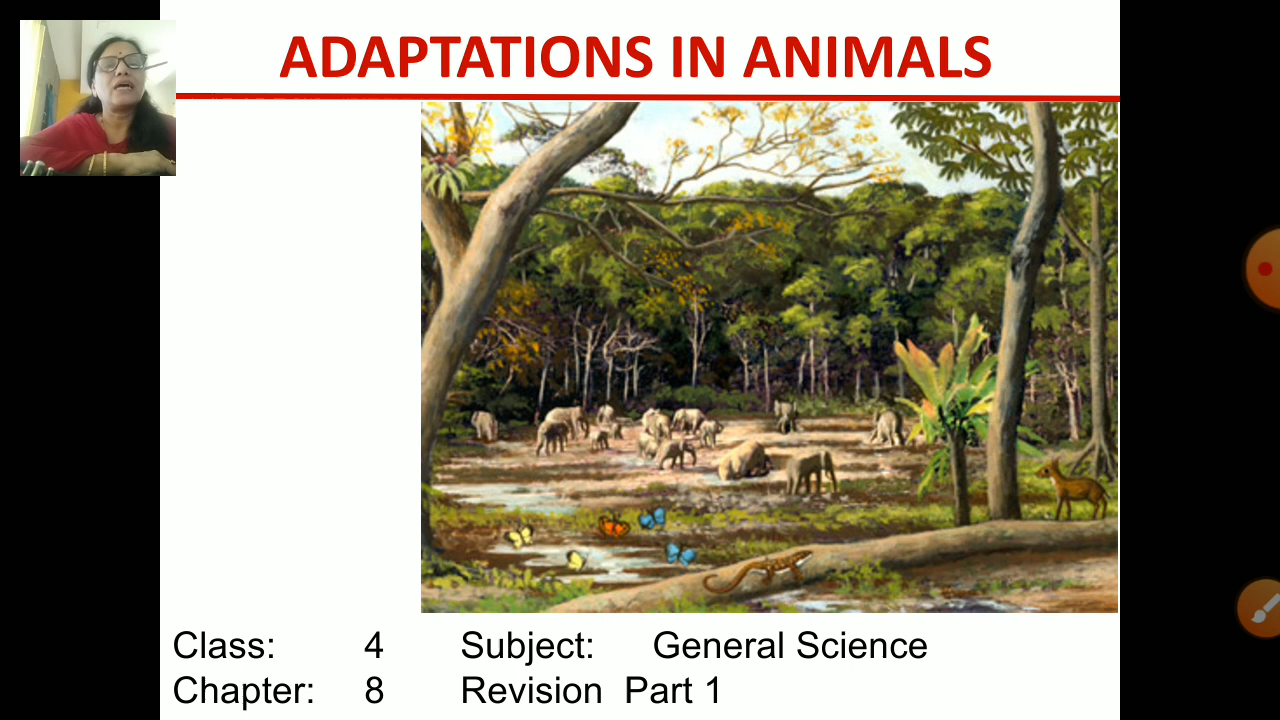 ADAPTATIONS IN ANIMALS
Class: 4 Subject: General Science
Chapter: 8 Revision Part 1